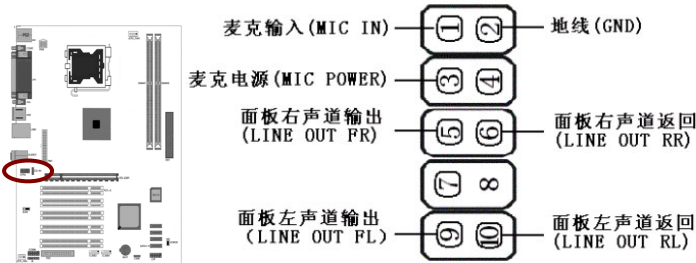 麦克输入(MIC IN)
1
2
地线(GND)
麦克电源(MIC POWER)
3
4
面板右声道输出
(LINE OUT FR)
5
6
面板右声道返回
(LINE OUT RR)
7
8
面板左声道输出
(LINE OUT FL)
9
10
面板左声道返回
(LINE OUT RL)